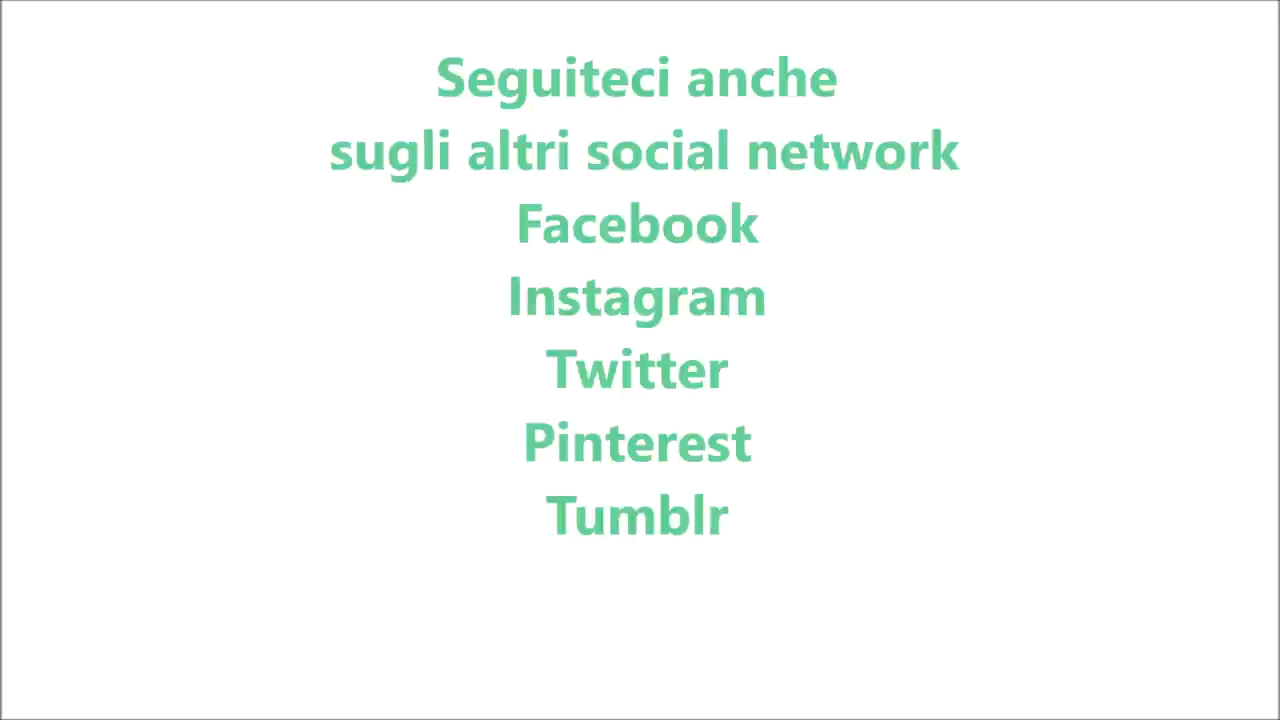 Seguiteci anche
sugli altri social network
Facebook
Instagram
Twitter
Pinterest
Tumblr